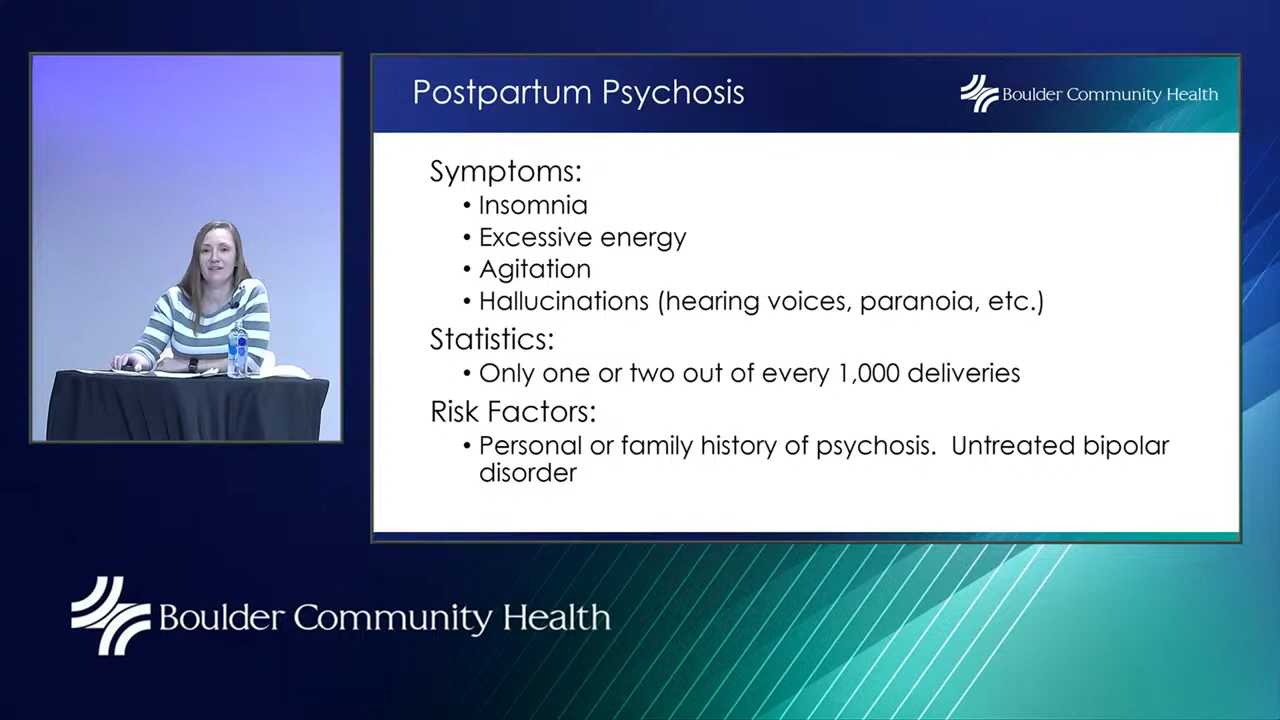 Postpartum Psychosis
Boulder Community Health
Symptoms:
• Insomnia
• Excessive energy
• Agitation
• Hallucinations (hearing voices, paranoia, etc.)
Statistics:
• Only one or two out of every 1,000 deliveries
Risk Factors:
• Personal or family history of psychosis.  Untreated bipolar
disorder
Boulder Community Health